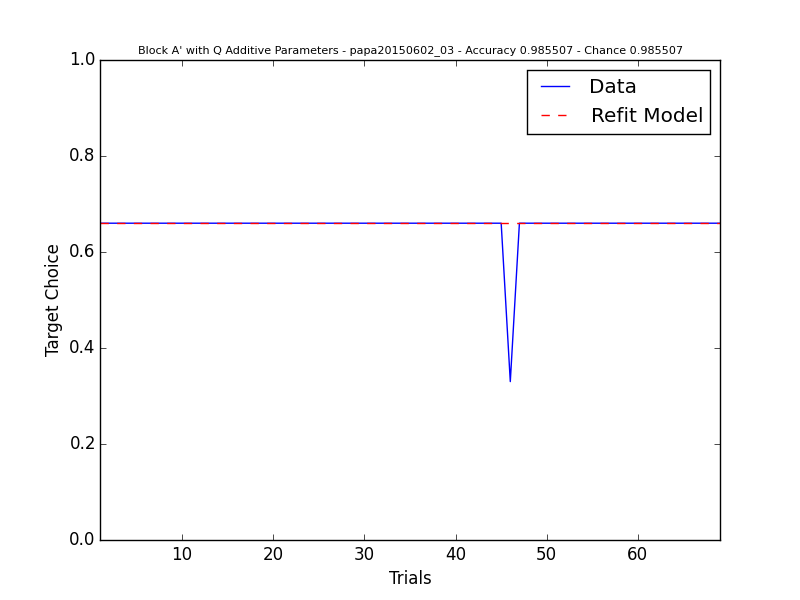 Block A' with Q Additive Parameters - papa20150602_03 - Accuracy 0.985507 - Chance 0.985507
1.0
0.8
0.6
0.4
0.2
0.0
Target Choice
Data
Refit Model
10 20 30 40 50 60
Trials